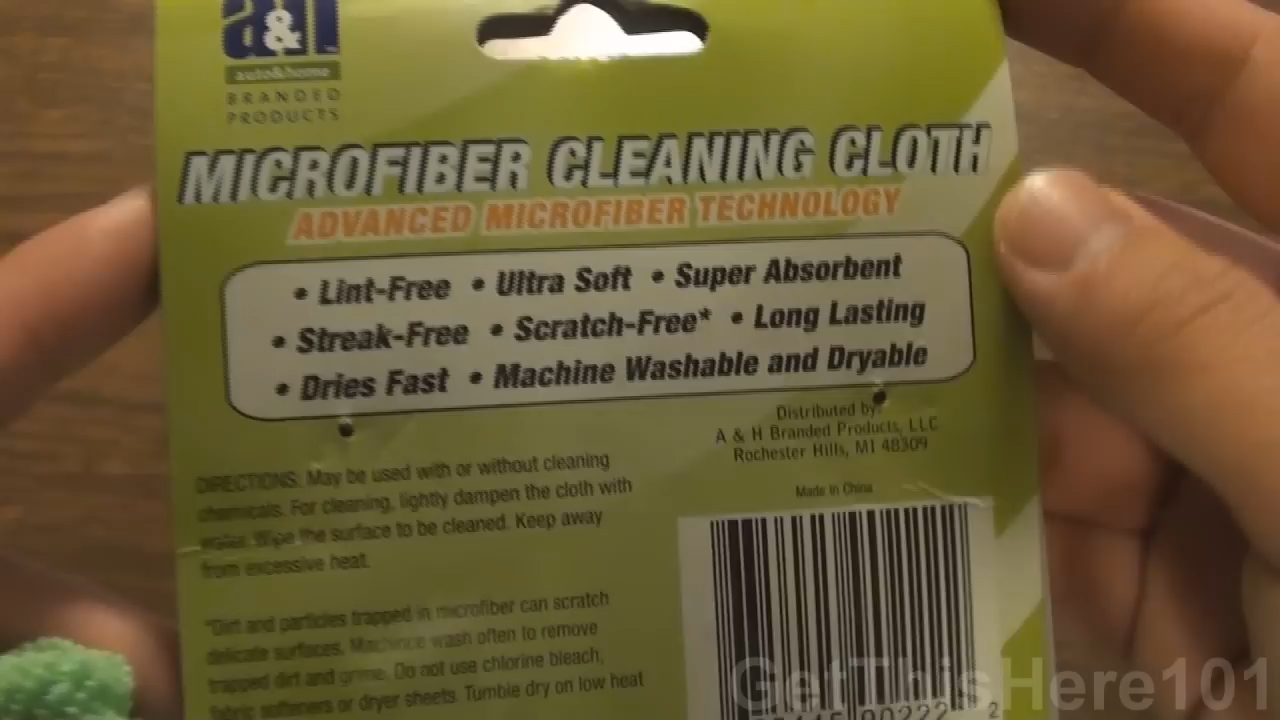 a&H
auto&home
BRANDED
PRODUCTS
MICROFIBER CLEANING CLOTH
ADVANCED MICROFIBER TECHNOLOGY
• Lint-Free • Ultra Soft • Super Absorbent
• Streak-Free • Scratch-Free* • Long Lasting
• Dries Fast • Machine Washable and Dryable
DIRECTIONS: May be used with or without cleaning
chemicals. For cleaning, lightly dampen the cloth with
water. Wipe the surface to be cleaned. Keep away
from excessive heat.
*Dirt and particles trapped in microfiber can scratch
delicate surfaces. Machince wash often to remove
trapped dirt and grime. Do not use chlorine bleach,
fabric softeners or dryer sheets. Tumble dry on low heat
Distributed by:
A & H Branded Products, LLC
Rochester Hills, MI 48309
Made in China
00222 2
GetThisHere101